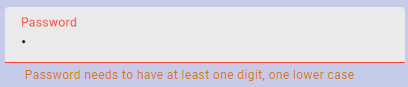 Password
•
Password needs to have at least one digit, one lower case